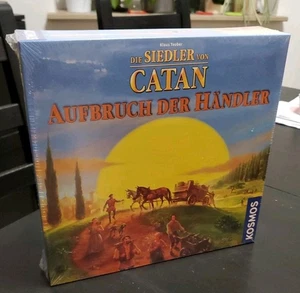 Klaus Teuber
DIE SIEDLER VON
CATAN
AUFBRUCH DER HÄNDLER
KOSMOS